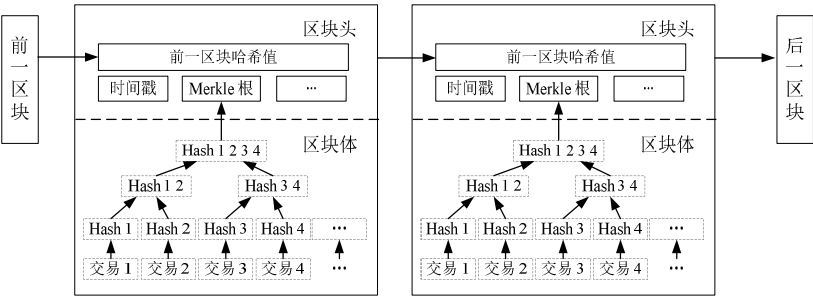 前一区块
区块头
前一区块哈希值
时间戳 Merkle 根 ...
区块体
Hash 1 2 3 4
Hash 1 2 Hash 3 4
Hash 1 Hash 2 Hash 3 Hash 4 ...
交易 1 交易 2 交易 3 交易 4 ...
区块头
前一区块哈希值
时间戳 Merkle 根 ...
区块体
Hash 1 2 3 4
Hash 1 2 Hash 3 4
Hash 1 Hash 2 Hash 3 Hash 4 ...
交易 1 交易 2 交易 3 交易 4 ...
后一区块